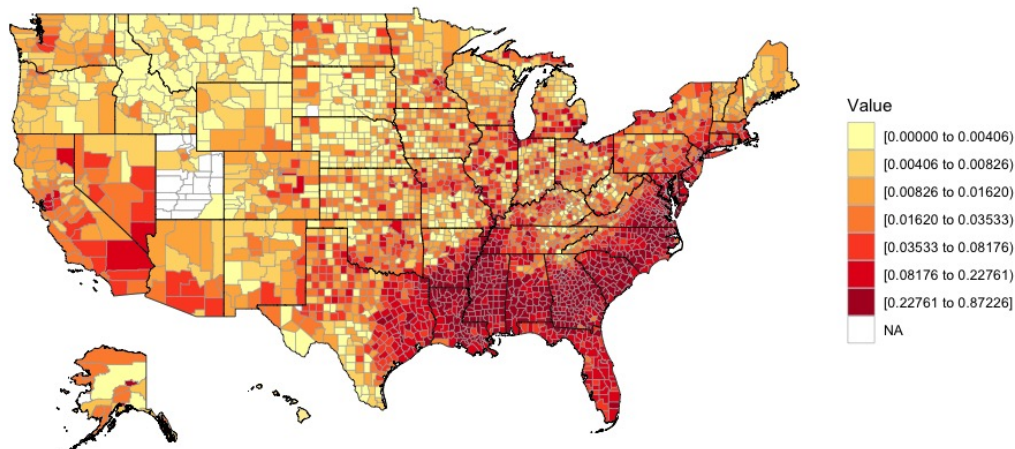 Value
[0.00000 to 0.00406)
[0.00406 to 0.00826)
[0.00826 to 0.01620)
[0.01620 to 0.03533)
[0.03533 to 0.08176)
[0.08176 to 0.22761)
[0.22761 to 0.87226]
NA